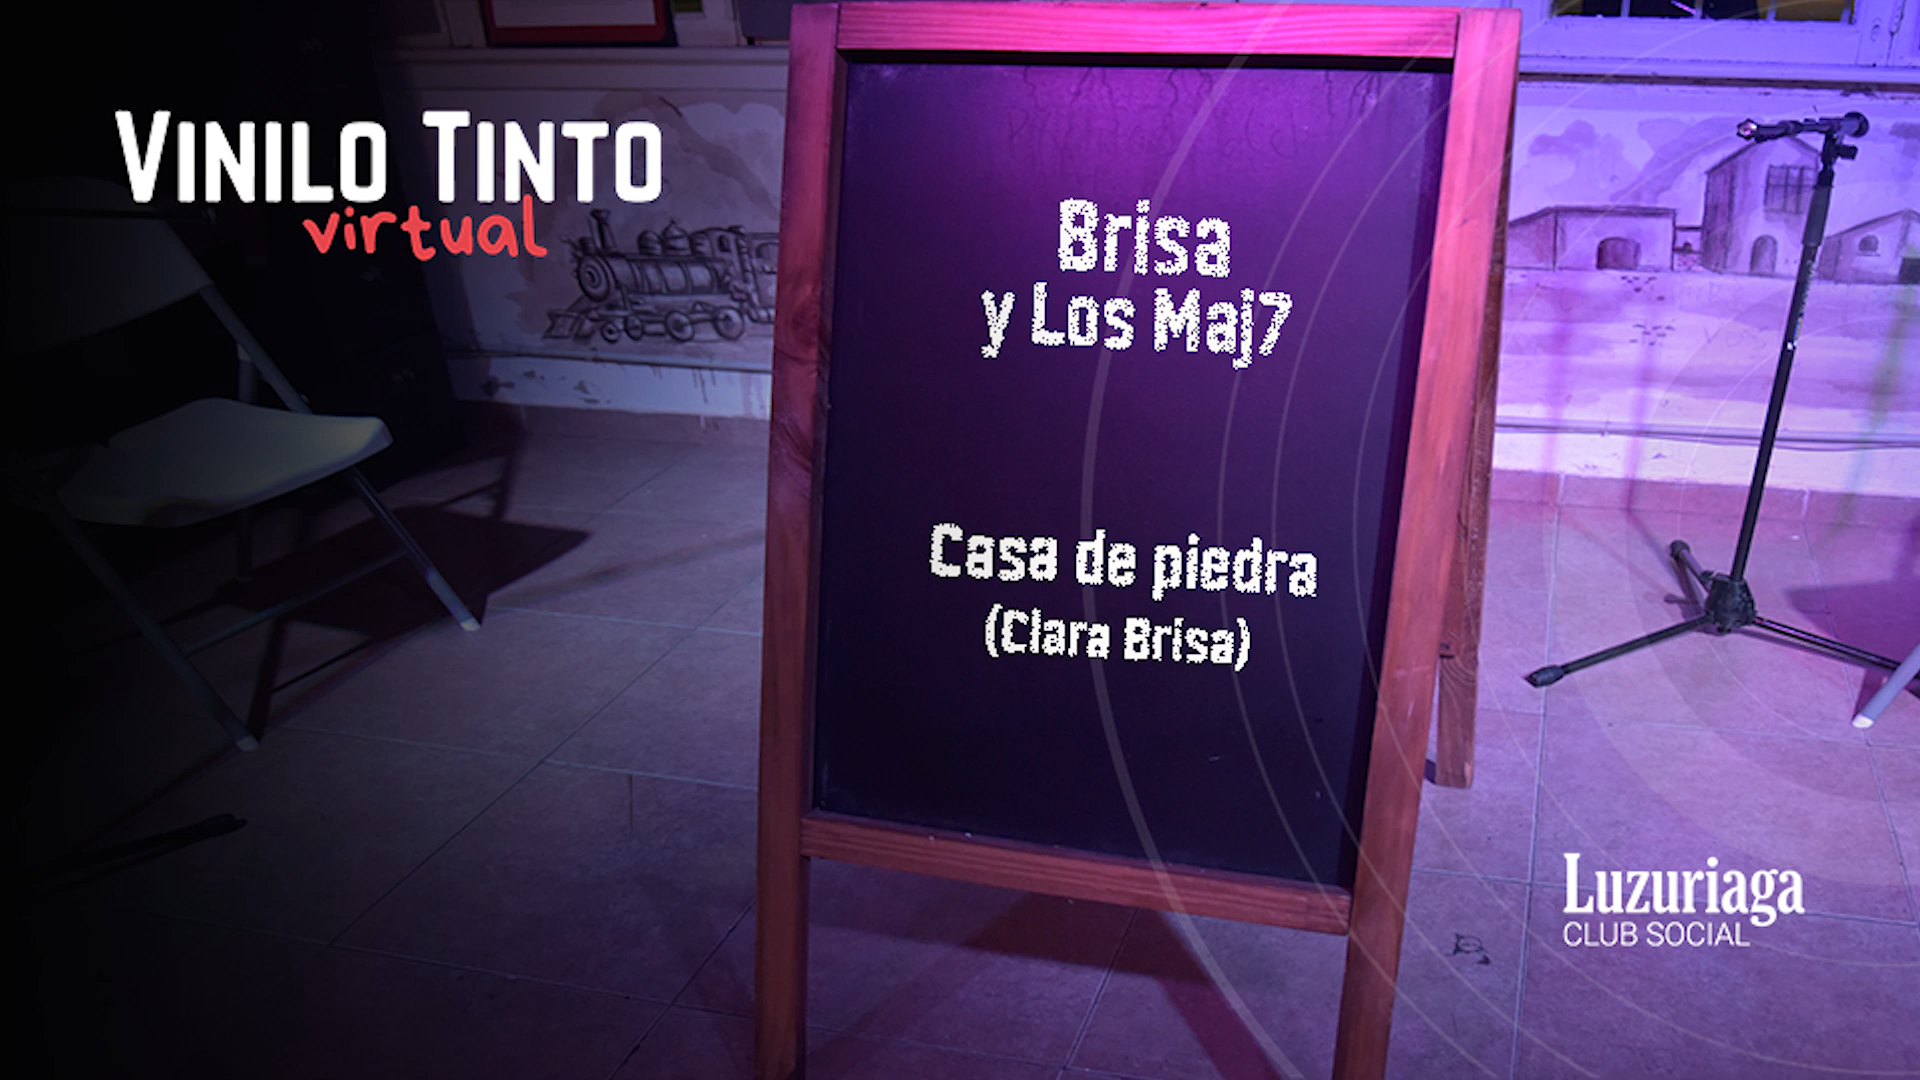 VINILO TINTO
virtual
Brisa
y Los Maj7
Casa de piedra
(Clara Brisa)
Luzuriaga
CLUB SOCIAL